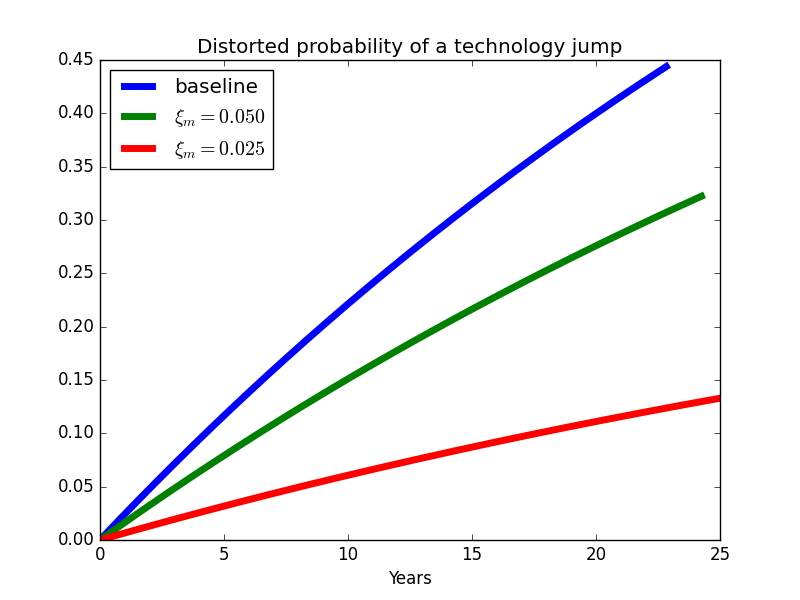 Distorted probability of a technology jump
baseline
ξm = 0.050
ξm = 0.025
0.45
0.40
0.35
0.30
0.25
0.20
0.15
0.10
0.05
0.00
0 5 10 15 20 25
Years